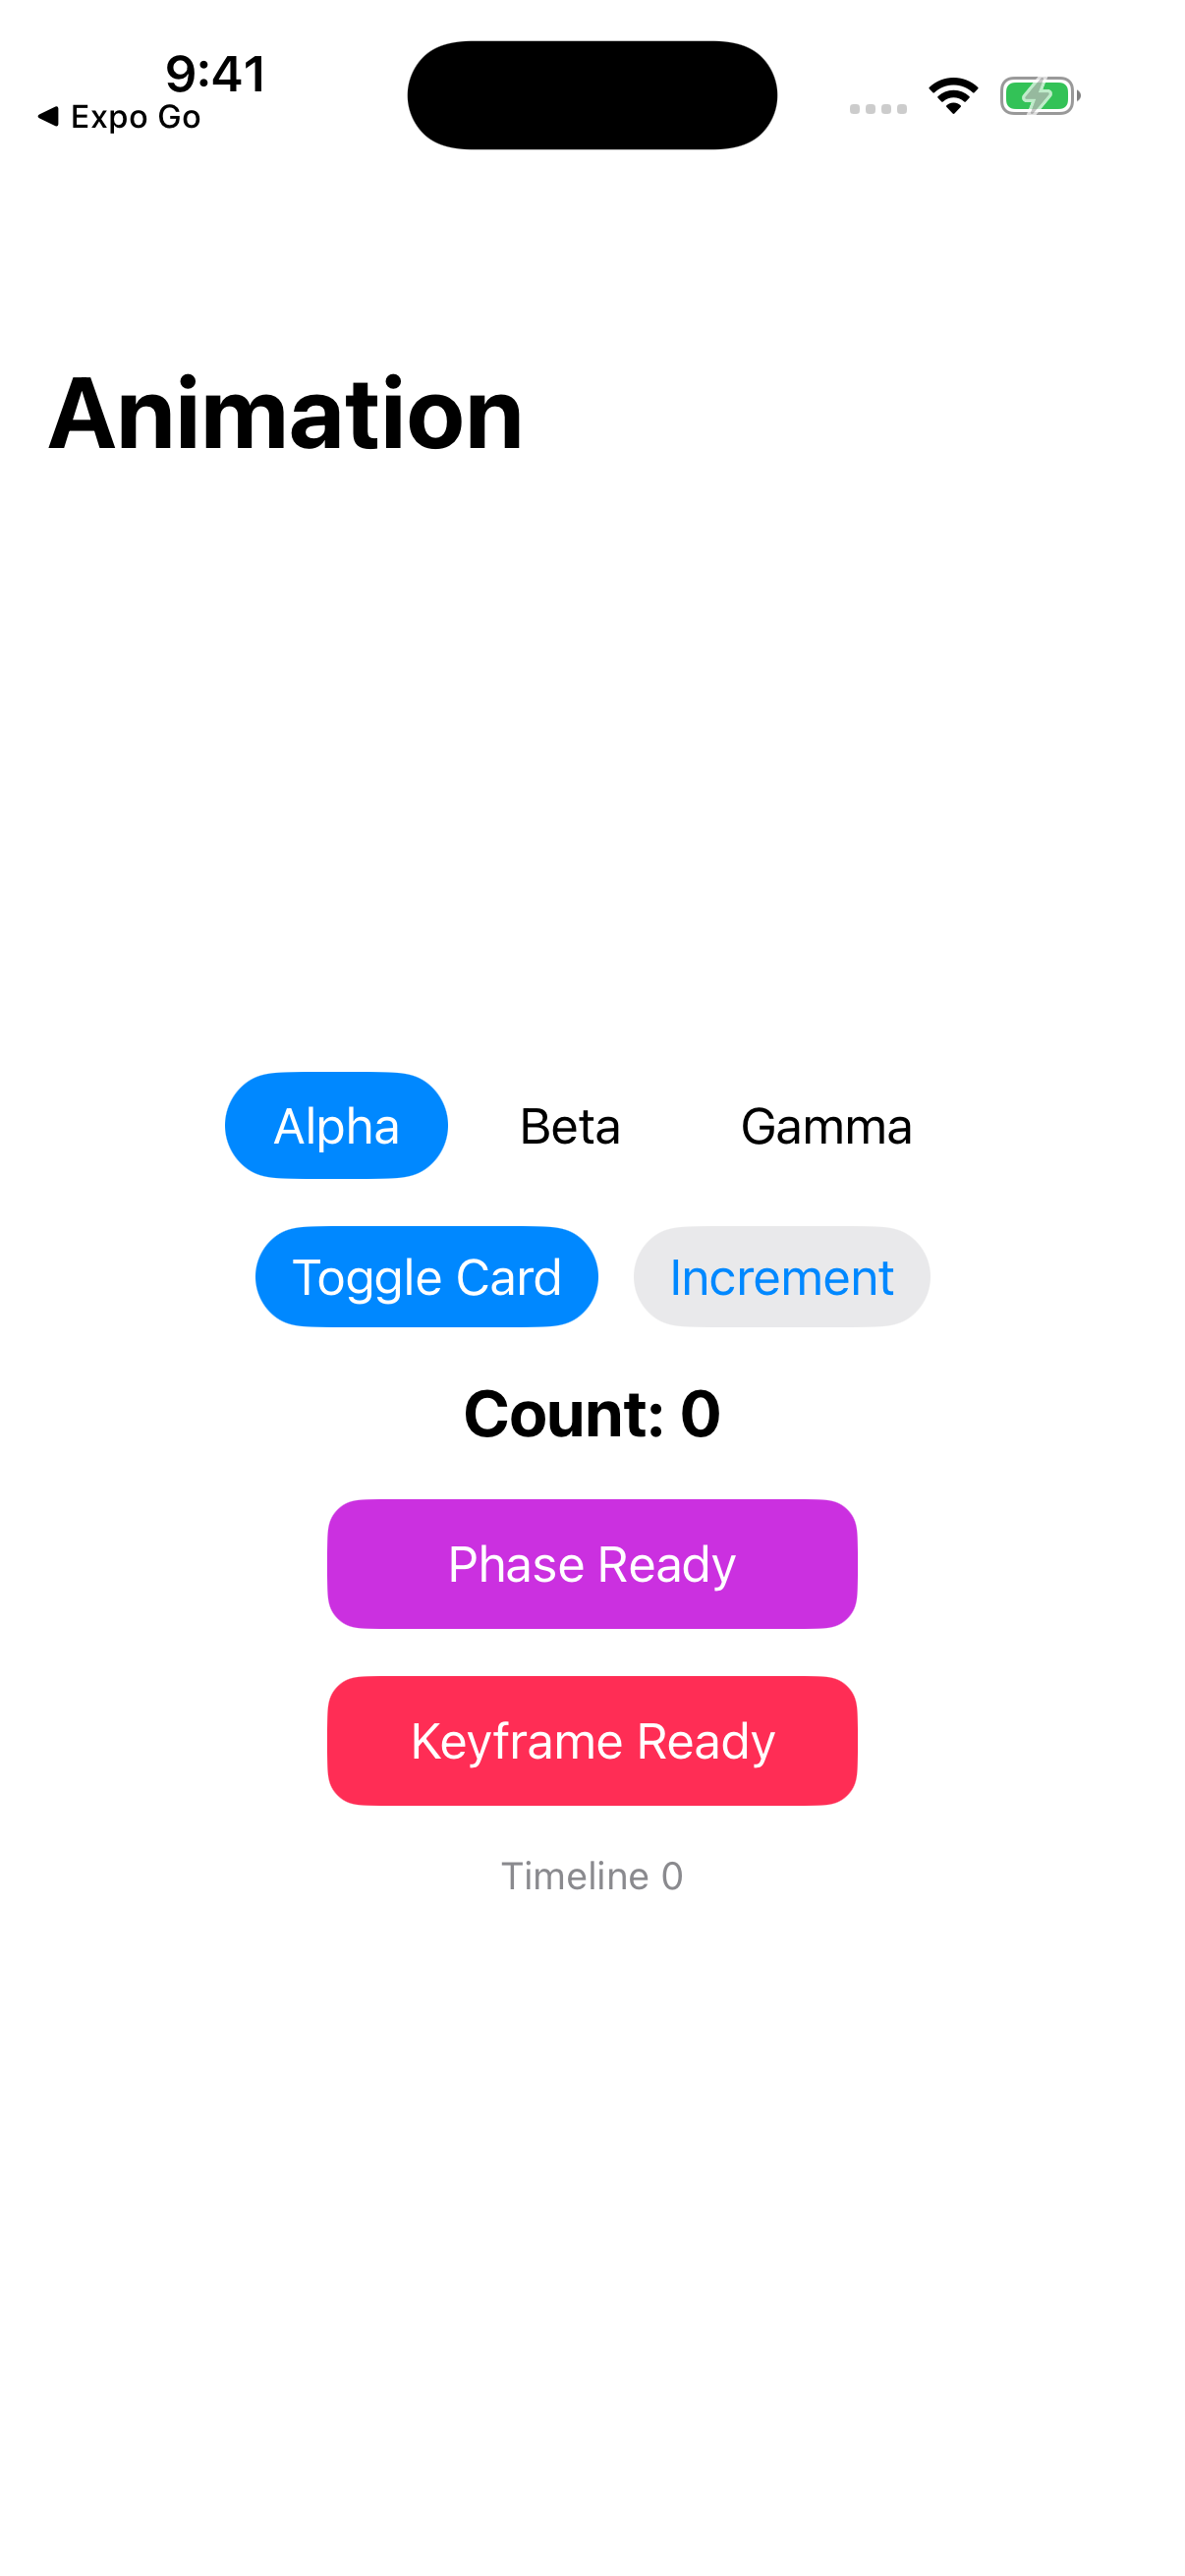 9:41
◀ Expo Go
Animation
Alpha Beta Gamma
Toggle Card Increment
Count: 0
Phase Ready
Keyframe Ready
Timeline 0